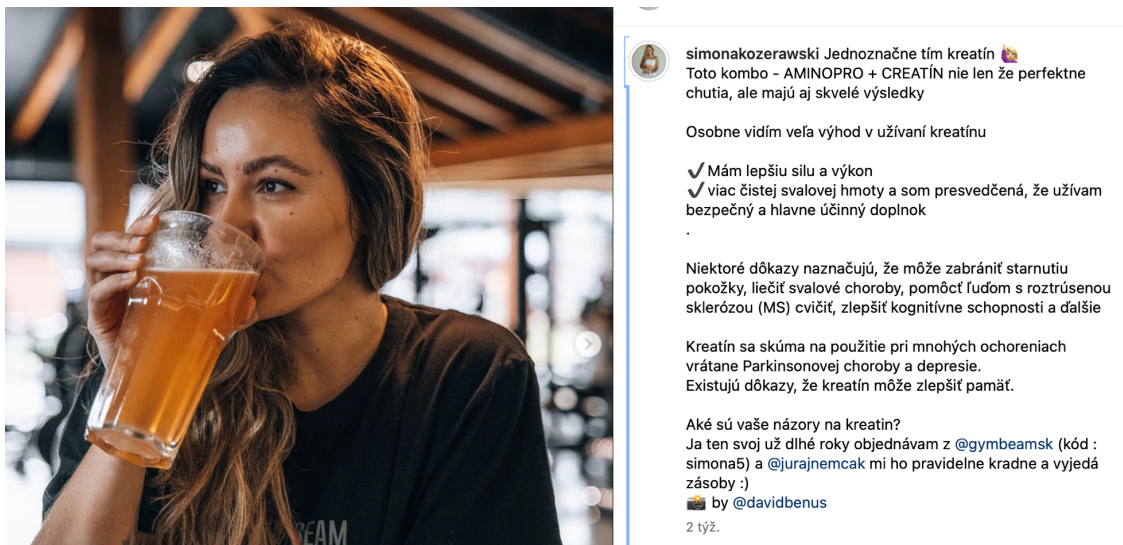 simonakozerawski Jednoznačne tím kreatín 🙋🏼‍♀️
Toto kombo - AMINOPRO + CREATÍN nie len že perfektne
chutia, ale majú aj skvelé výsledky
Osobne vidím veľa výhod v užívaní kreatínu
✔️Mám lepšiu silu a výkon
✔️viac čistej svalovej hmoty a som presvedčená, že užívam
bezpečný a hlavne účinný doplnok
.
Niektoré dôkazy naznačujú, že môže zabrániť starnutiu
pokožky, liečiť svalové choroby, pomôcť ľuďom s roztrúsenou
sklerózou (MS) cvičiť, zlepšiť kognitívne schopnosti a ďalšie
Kreatín sa skúma na použitie pri mnohých ochoreniach
vrátane Parkinsonovej choroby a depresie.
Existujú dôkazy, že kreatín môže zlepšiť pamäť.
Aké sú vaše názory na kreatin?
Ja ten svoj už dlhé roky objednávam z @gymbeamsk (kód :
simona5) a @jurajnemcak mi ho pravidelne kradne a vyjedá
zásoby :)
📸 by @davidbenus
2 týž.